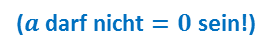 (a darf nicht = 0 sein!)